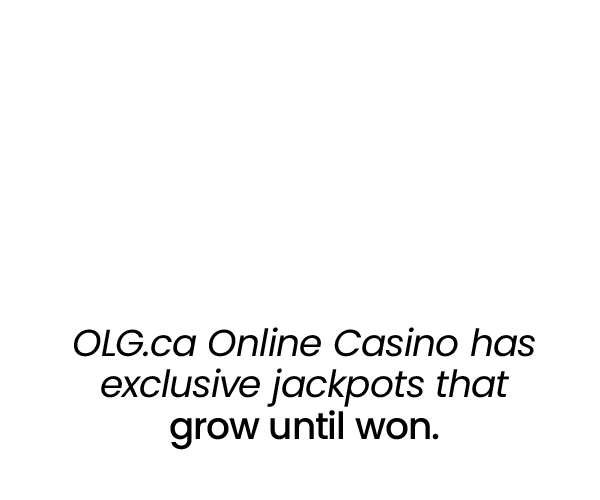 OLG.ca Online Casino has
exclusive jackpots that
grow until won.